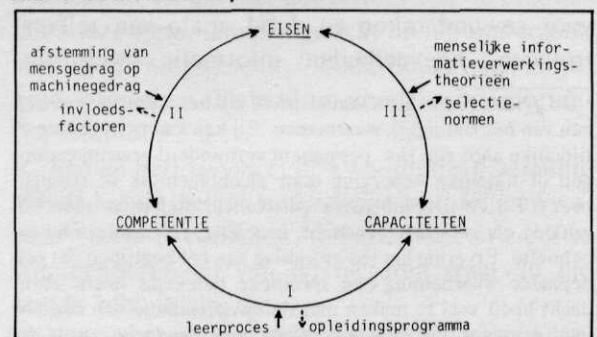 EISEN
afstemming van
mensgedrag op
machinegedrag
invloeds-
factoren
II
menselijke infor-
matieverwerkings-
theorieën
selectie-
normen
III
COMPETENTIE
CAPACITEITEN
I
leerproces
opleidingsprogramma